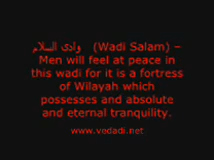 وادی السلام (Wadi Salam) –
Men will feel at peace in
this wadi for it is a fortress
of Wilayah which
possesses and absolute
and eternal tranquility.
www.vedadi.net